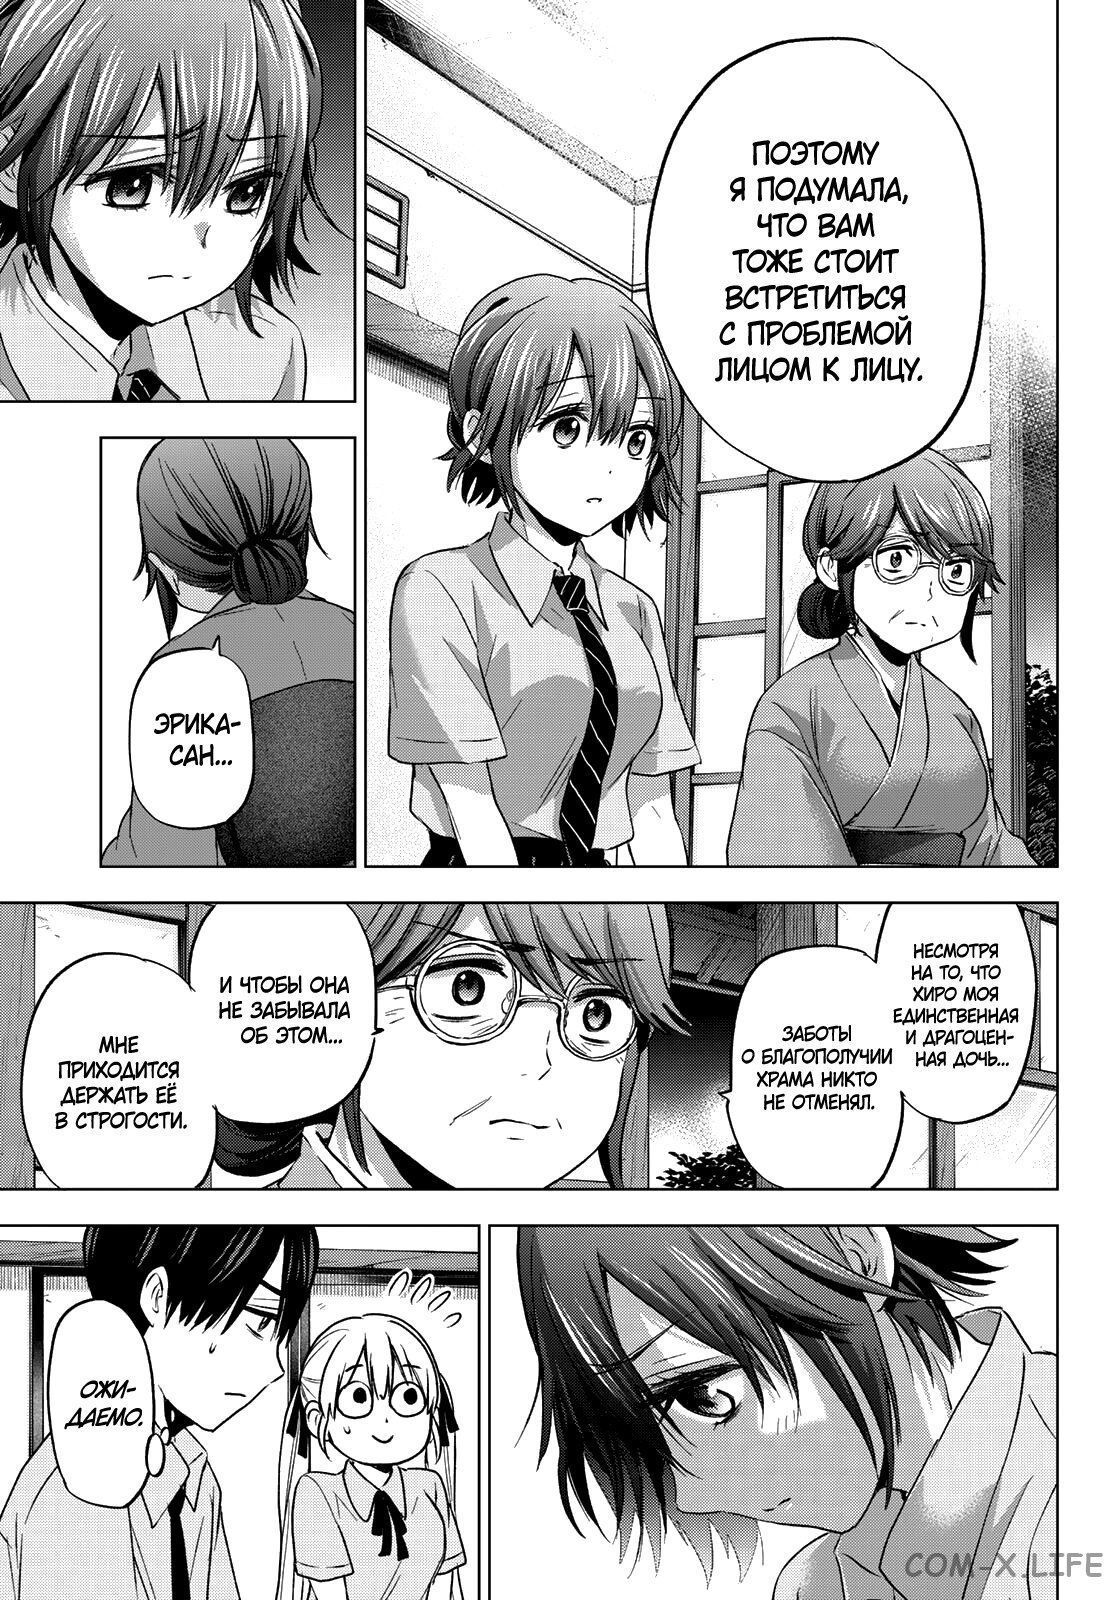 ПОЭТОМУ
Я ПОДУМАЛА,
ЧТО ВАМ
ТОЖЕ СТОИТ
ВСТРЕТИТЬСЯ
С ПРОБЛЕМОЙ
ЛИЦОМ К ЛИЦУ.
ЭРИКА-
САН...
НЕСМОТРЯ
НА ТО, ЧТО
ХИРО МОЯ
ЕДИНСТВЕННАЯ
И ДРАГОЦЕН-
НАЯ ДОЧЬ...
ЗАБОТЫ
О БЛАГОПОЛУЧИИ
ХРАМА НИКТО
НЕ ОТМЕНЯЛ.
И ЧТОБЫ ОНА
НЕ ЗАБЫВАЛА
ОБ ЭТОМ...
МНЕ
ПРИХОДИТСЯ
ДЕРЖАТЬ ЕЁ
В СТРОГОСТИ.
ОЖИ-
ДАЕМО.
COM-X.LIFE